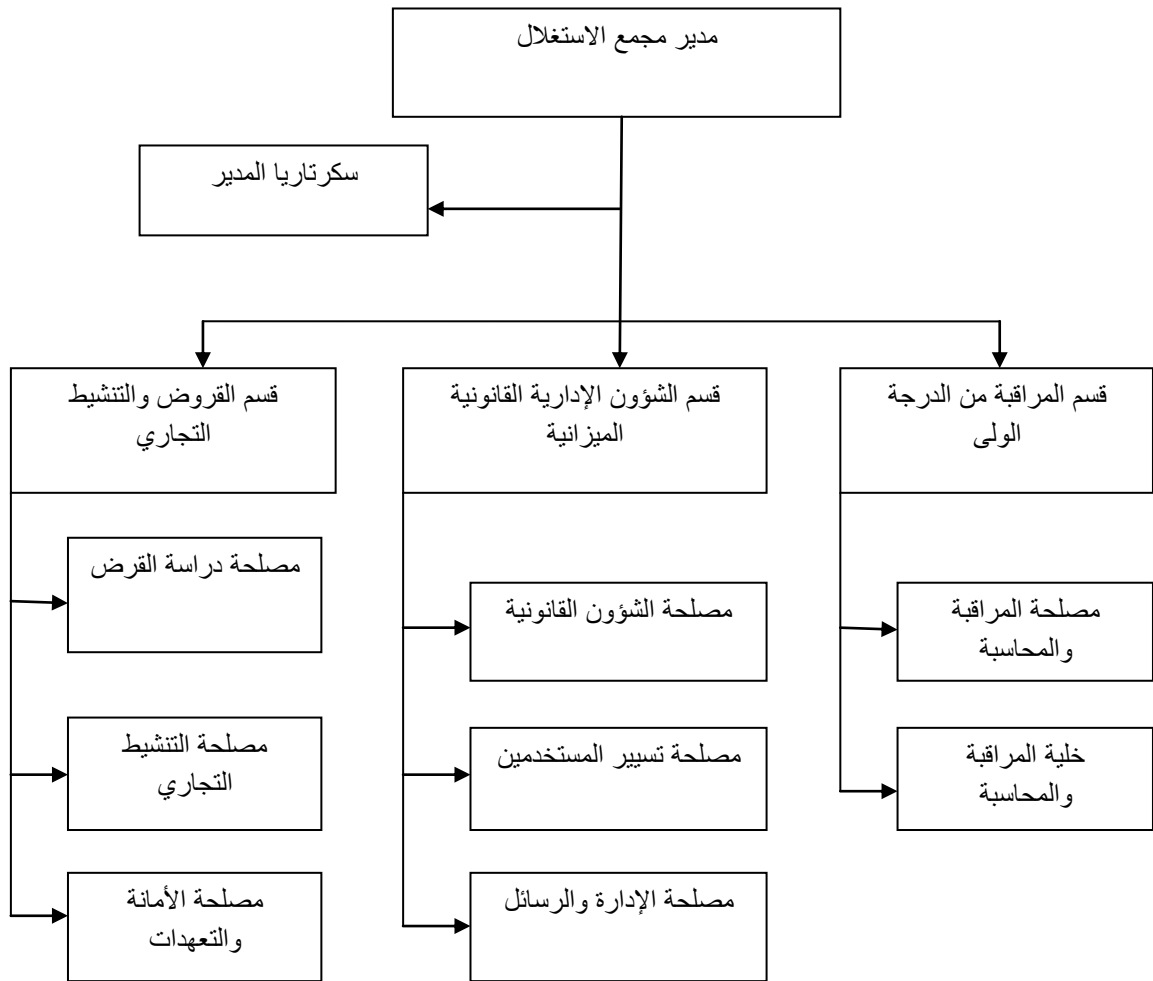 مدير مجمع الاستغلال
سكرتاريا المدير
قسم المراقبة من الدرجة
الولى
قسم الشؤون الإدارية القانونية
الميزانية
قسم القروض والتنشيط
التجاري
مصلحة المراقبة
والمحاسبة
خلية المراقبة
والمحاسبة
مصلحة الشؤون القانونية
مصلحة تسيير المستخدمين
مصلحة الإدارة والرسائل
مصلحة دراسة القرض
مصلحة التنشيط
التجاري
مصلحة الأمانة
والتعهدات